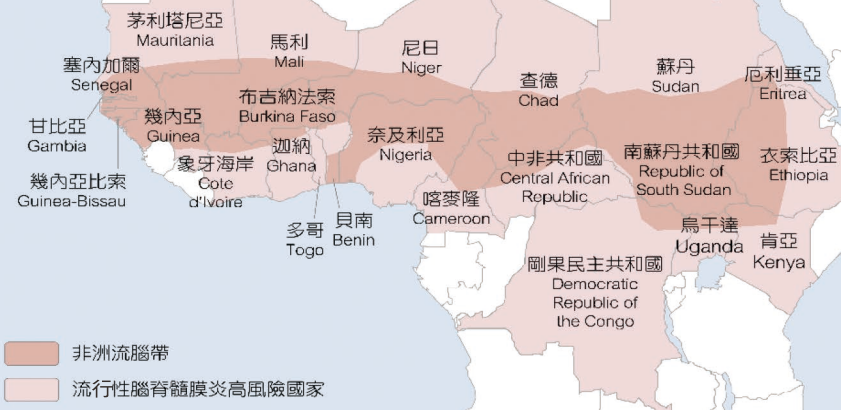 茅利塔尼亞
Mauritania
馬利
Mali
尼日
Niger
蘇丹
Sudan
厄利垂亞
Eritrea
塞內加爾
Senegal
查德
Chad
布吉納法索
Burkina Faso
甘比亞
Gambia
幾內亞
Guinea
奈及利亞
Nigeria
迦納
Ghana
象牙海岸
Cote
d'Ivoire
中非共和國
Central African
Republic
南蘇丹共和國
Republic of
South Sudan
衣索比亞
Ethiopia
幾內亞比索
Guinea-Bissau
喀麥隆
Cameroon
多哥
Togo
貝南
Benin
烏干達
Uganda
肯亞
Kenya
剛果民主共和國
Democratic
Republic of
the Congo
非洲流腦帶
流行性腦脊髓膜炎高風險國家